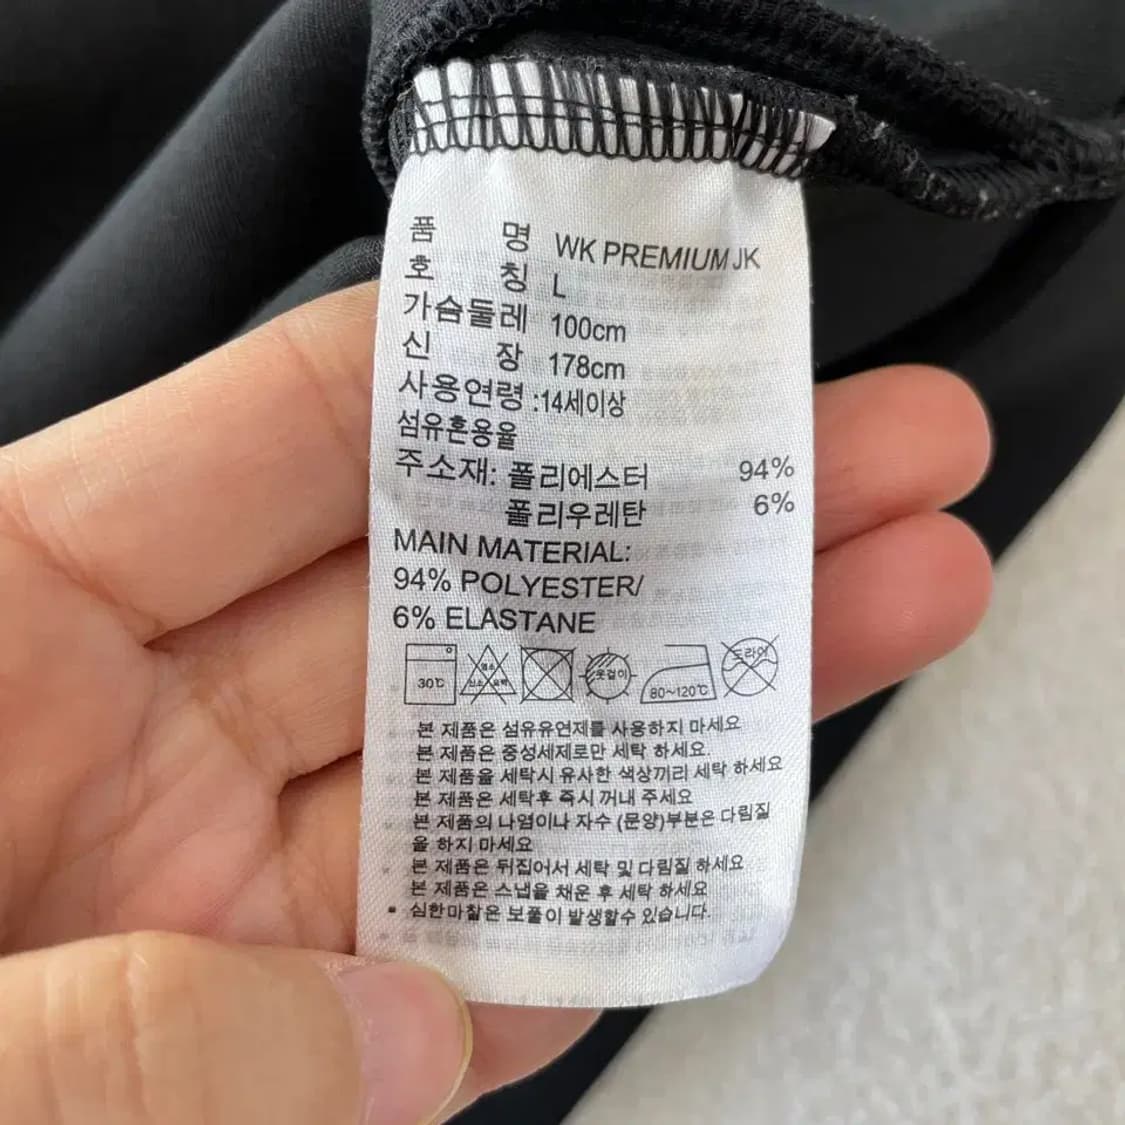 품 명 WK PREMIUM JK
호 칭 L
가슴둘레 100cm
신 장 178cm
사용연령 :14세이상
섬유혼용율
주소재: 폴리에스터 94%
폴리우레탄 6%
MAIN MATERIAL:
94% POLYESTER/
6% ELASTANE
30℃ 염소 산소 표백 옷걸이 80~120℃ 드라이
본 제품은 섬유유연제를 사용하지 마세요
본 제품은 중성세제로만 세탁 하세요.
본 제품을 세탁시 유사한 색상끼리 세탁 하세요
본 제품은 세탁후 즉시 꺼내 주세요
본 제품의 나염이나 자수 (문양)부분은 다림질
을 하지 마세요
본 제품은 뒤집어서 세탁 및 다림질 하세요
본 제품은 스냅을 채운 후 세탁 하세요
심한마찰은 보풀이 발생할수 있습니다.